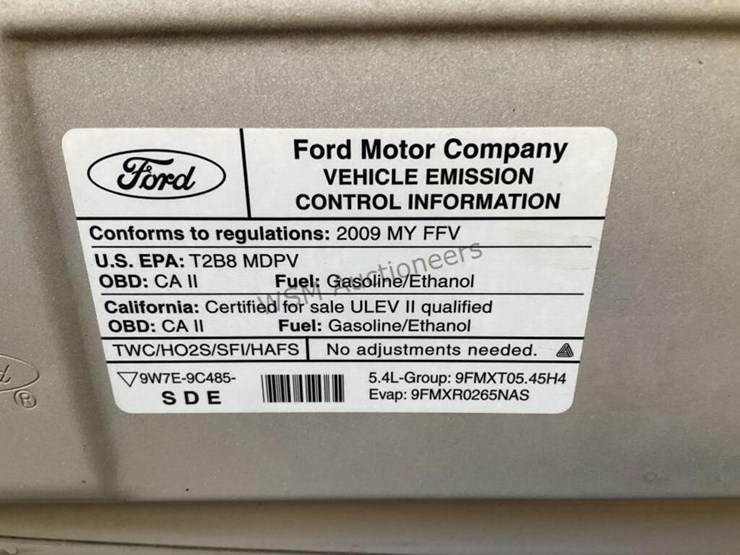 Ford
Ford Motor Company
VEHICLE EMISSION
CONTROL INFORMATION
Conforms to regulations: 2009 MY FFV
U.S. EPA: T2B8 MDPV
OBD: CA II Fuel: Gasoline/Ethanol
California: Certified for sale ULEV II qualified
OBD: CA II Fuel: Gasoline/Ethanol
TWC/HO2S/SFI/HAFS No adjustments needed.
9W7E-9C485-
SDE
5.4L-Group: 9FMXT05.45H4
Evap: 9FMXR0265NAS
WSM Auctioneers
®